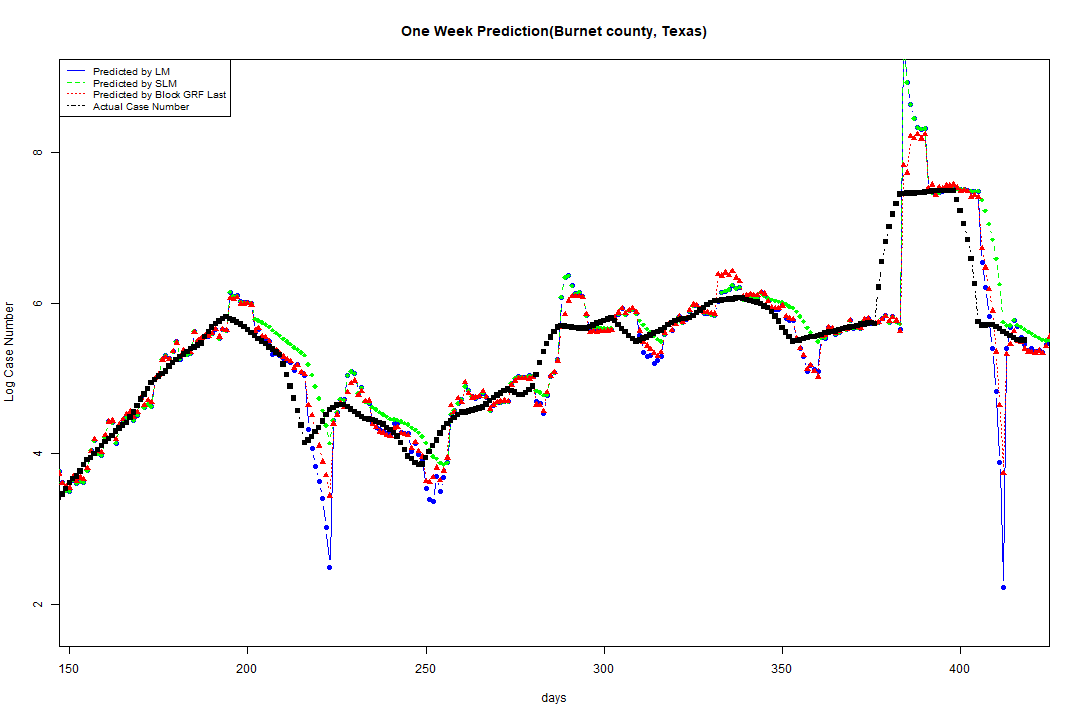 One Week Prediction(Burnet county, Texas)
Predicted by LM
Predicted by SLM
Predicted by Block GRF Last
Actual Case Number
8
6
4
2
Log Case Number
150 200 250 300 350 400
days